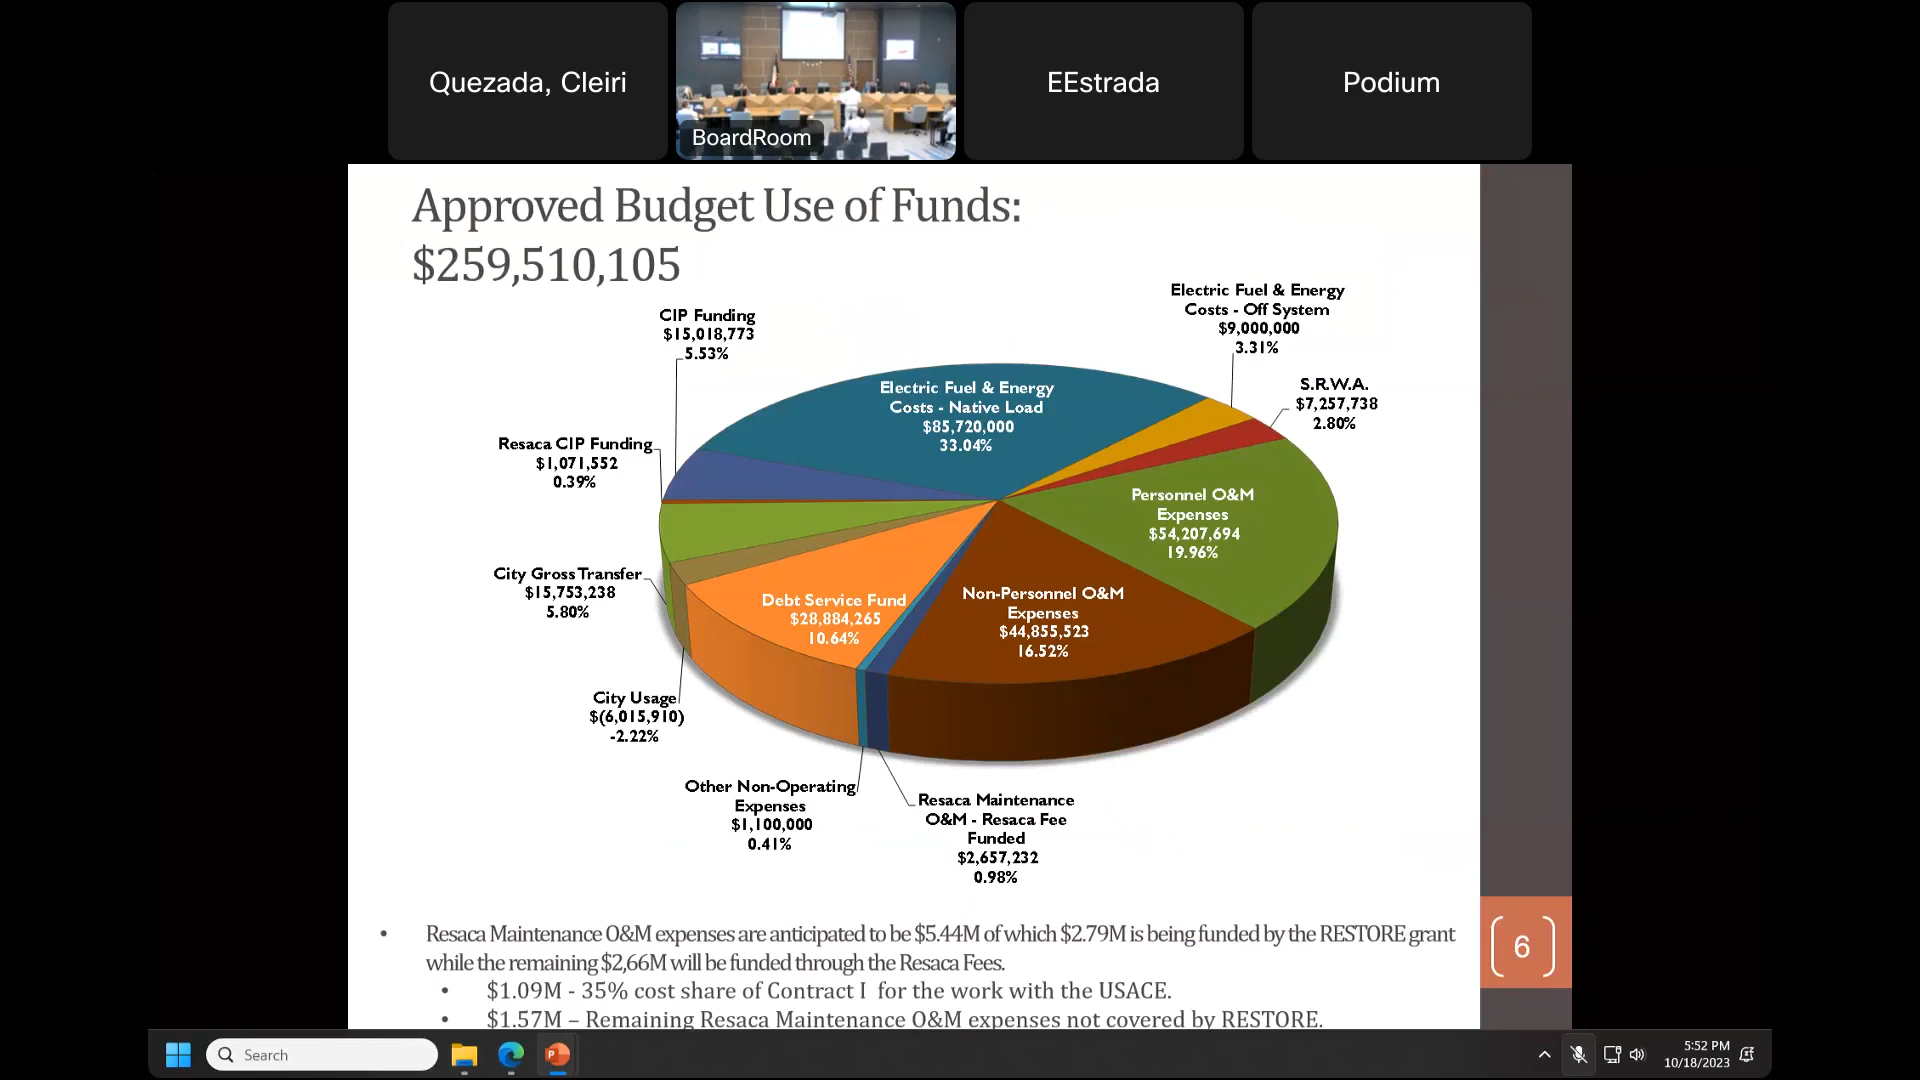 Quezada, Cleiri
BoardRoom
EEstrada
Podium
Approved Budget Use of Funds:
$259,510,105
Electric Fuel & Energy
Costs - Off System
$9,000,000
3.31%
CIP Funding
$15,018,773
5.53%
Electric Fuel & Energy
Costs - Native Load
$85,720,000
33.04%
S.R.W.A.
$7,257,738
2.80%
Resaca CIP Funding
$1,071,552
0.39%
Personnel O&M
Expenses
$54,207,694
19.96%
City Gross Transfer
$15,753,238
5.80%
Debt Service Fund
$28,884,265
10.64%
Non-Personnel O&M
Expenses
$44,855,523
16.52%
City Usage
$(6,015,910)
-2.22%
Other Non-Operating
Expenses
$1,100,000
0.41%
Resaca Maintenance
O&M - Resaca Fee
Funded
$2,657,232
0.98%
• Resaca Maintenance O&M expenses are anticipated to be $5.44M of which $2.79M is being funded by the RESTORE grant
while the remaining $2,66M will be funded through the Resaca Fees.
• $1.09M - 35% cost share of Contract I for the work with the USACE.
• $1.57M – Remaining Resaca Maintenance O&M expenses not covered by RESTORE.
6
Search
5:52 PM
10/18/2023